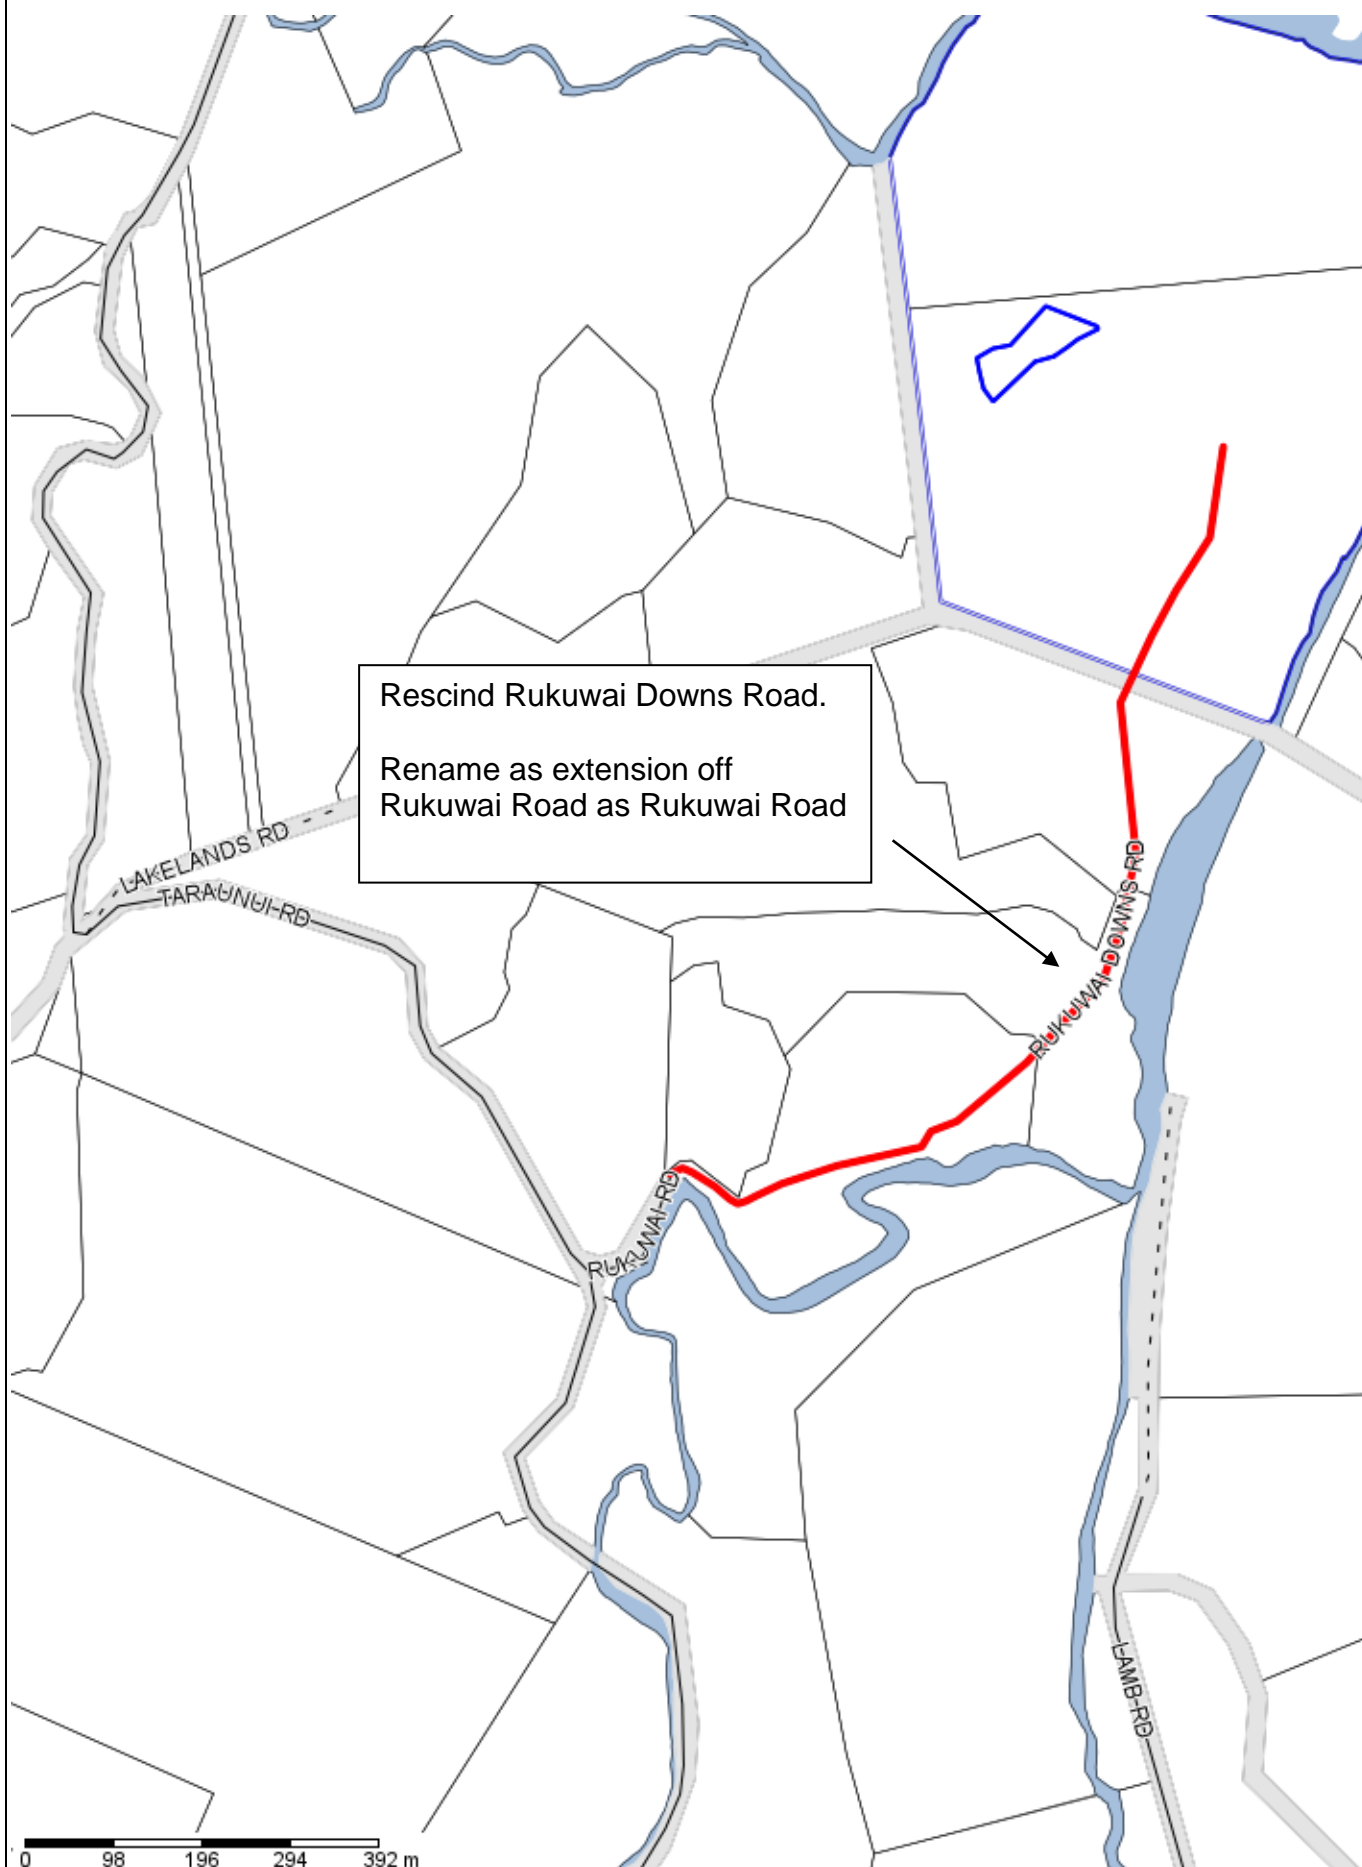 Rescind Rukuwai Downs Road.
Rename as extension off
Rukuwai Road as Rukuwai Road
LAKELANDS RD
TARAUNUI-RD
RUKUWAI DOWNS RD
RUKUWAI-RD
LAMB-RD
0 98 196 294 392 m